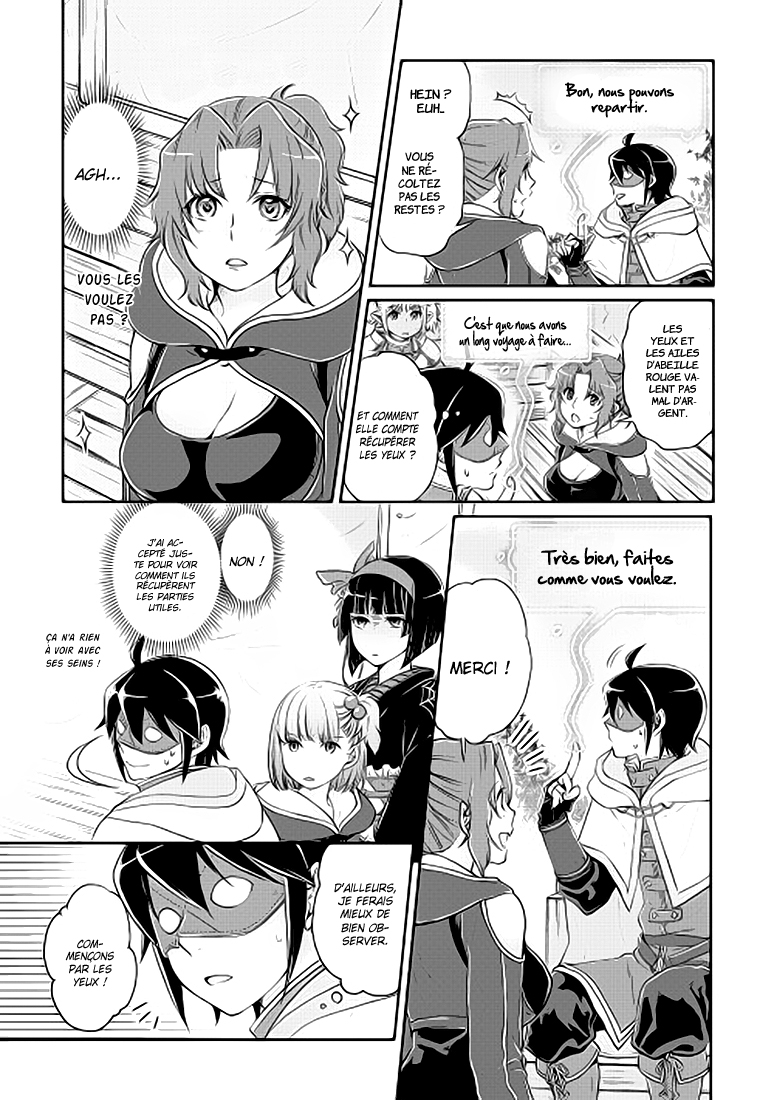 Bon, nous pouvons
repartir.
HEIN ?
EUH..
VOUS
NE RÉ-
COLTEZ
PAS LES
RESTES ?
LES
YEUX ET
LES AILES
D'ABEILLE
ROUGE VA-
LENT PAS
MAL D'AR-
GENT.
C'est que nous avons
un long voyage à faire...
ET COMMENT
ELLE COMPTE
RÉCUPÉRER
LES YEUX ?
AGH...
VOUS LES
VOULEZ
PAS ?
Très bien, faites
comme vous voulez.
MERCI !
NON !
J'AI AC-
CEPTÉ JUS-
TE POUR VOIR
COMMENT ILS
RÉCUPÈRENT
LES PARTIES
UTILES.
ÇA N'A RIEN
À VOIR AVEC
SES SEINS !
D'AILLEURS,
JE FERAIS
MIEUX DE
BIEN OB-
SERVER.
COM-
MENÇONS
PAR LES
YEUX !